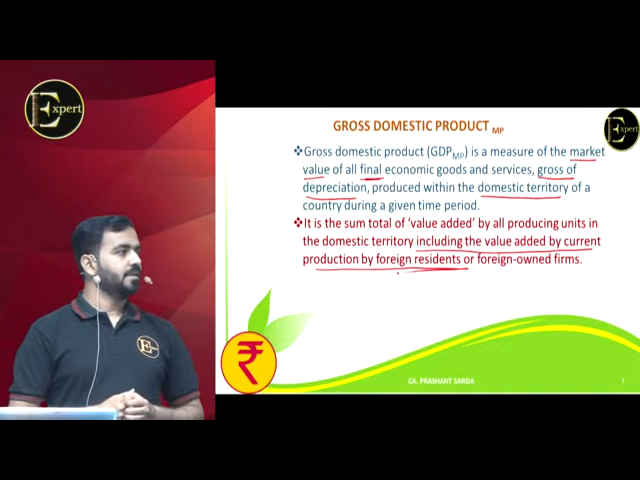 Expert
GROSS DOMESTIC PRODUCT MP
Expert
❖Gross domestic product (GDPMP) is a measure of the market
value of all final economic goods and services, gross of
depreciation, produced within the domestic territory of a
country during a given time period.
❖It is the sum total of ‘value added’ by all producing units in
the domestic territory including the value added by current
production by foreign residents or foreign-owned firms.
E
₹
CA. PRASHANT SARDA